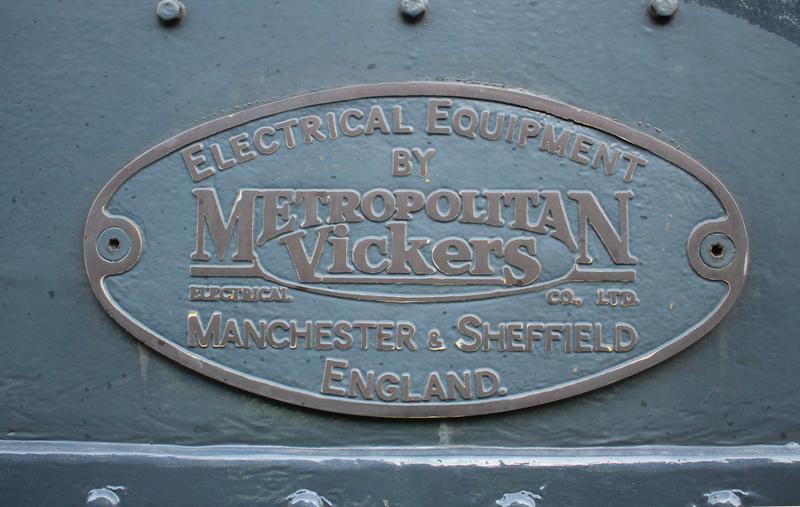 ELECTRICAL EQUIPMENT
BY
METROPOLITAN
Vickers
ELECTRICAL CO., LTD.
MANCHESTER & SHEFFIELD
ENGLAND.